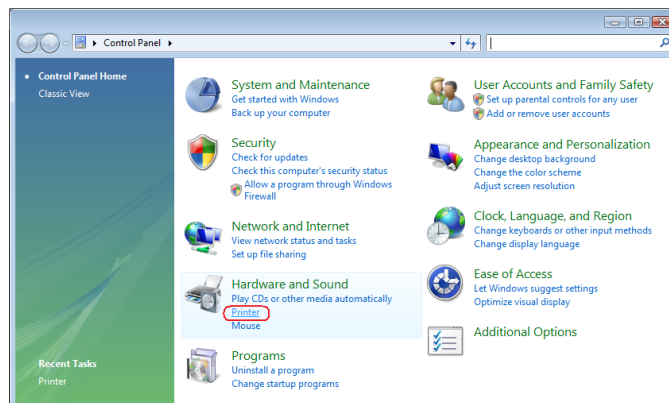 Control Panel
Control Panel Home
Classic View
Recent Tasks
Printer
System and Maintenance
Get started with Windows
Back up your computer
Security
Check for updates
Check this computer's security status
Allow a program through Windows
Firewall
Network and Internet
View network status and tasks
Set up file sharing
Hardware and Sound
Play CDs or other media automatically
Printer
Mouse
Programs
Uninstall a program
Change startup programs
User Accounts and Family Safety
Set up parental controls for any user
Add or remove user accounts
Appearance and Personalization
Change desktop background
Change the color scheme
Adjust screen resolution
Clock, Language, and Region
Change keyboards or other input methods
Change display language
Ease of Access
Let Windows suggest settings
Optimize visual display
Additional Options